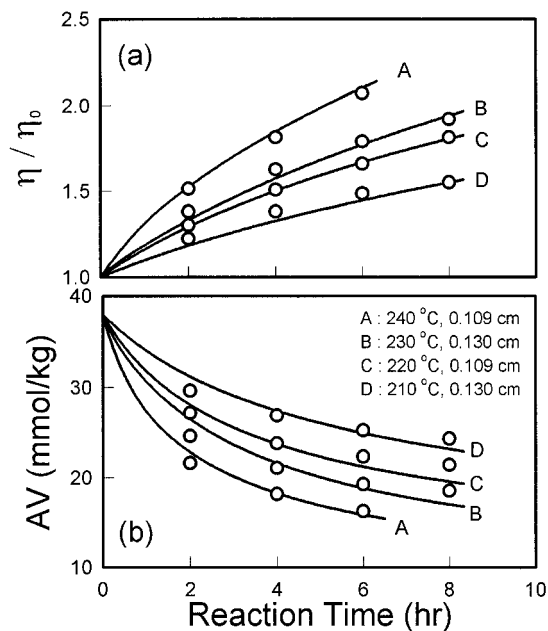 2.5
(a)
A
2.0
B
C
η / η₀
1.5
D
1.0
40
A : 240 °C, 0.109 cm
B : 230 °C, 0.130 cm
C : 220 °C, 0.109 cm
30
D : 210 °C, 0.130 cm
AV (mmol/kg)
D
C
20
B
(b)
A
10
0 2 4 6 8 10
Reaction Time (hr)